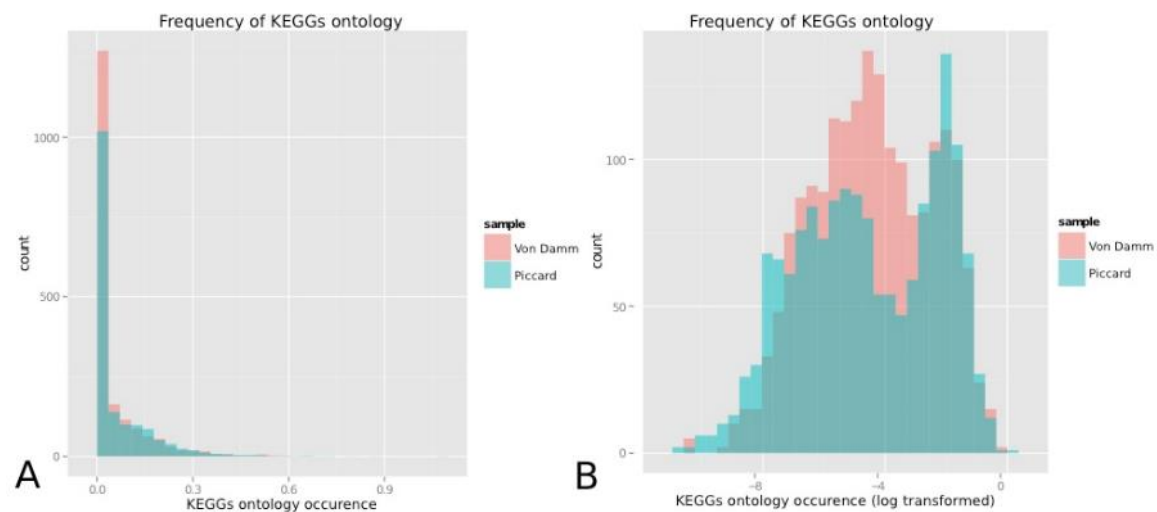 Frequency of KEGGs ontology
1000
500
0
count
0.0 0.3 0.6 0.9
KEGGs ontology occurence
sample
Von Damm
Piccard
A
Frequency of KEGGs ontology
100
50
0
count
-8 -4 0
KEGGs ontology occurence (log transformed)
sample
Von Damm
Piccard
B